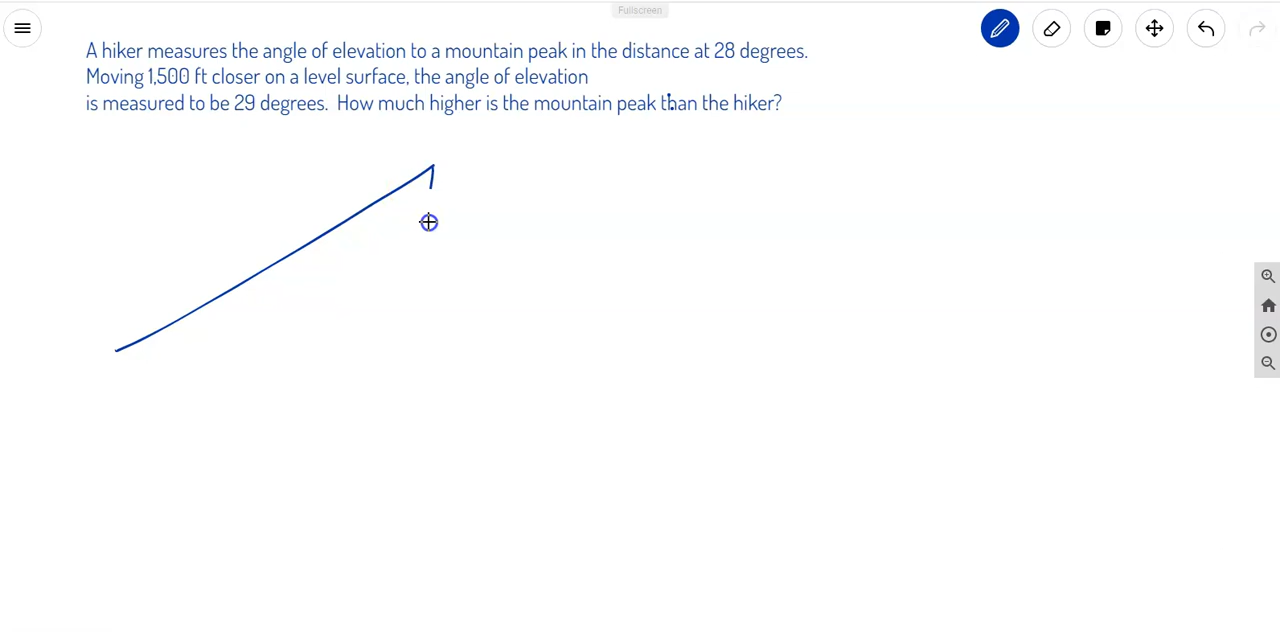 Fullscreen
A hiker measures the angle of elevation to a mountain peak in the distance at 28 degrees.
Moving 1,500 ft closer on a level surface, the angle of elevation
is measured to be 29 degrees. How much higher is the mountain peak than the hiker?